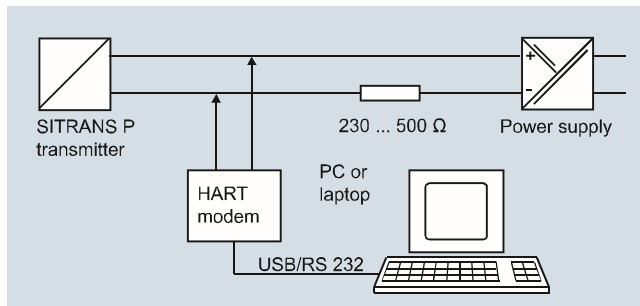 +
-
SITRANS P
transmitter
230 ... 500 Ω
Power supply
HART
modem
PC or
laptop
USB/RS 232